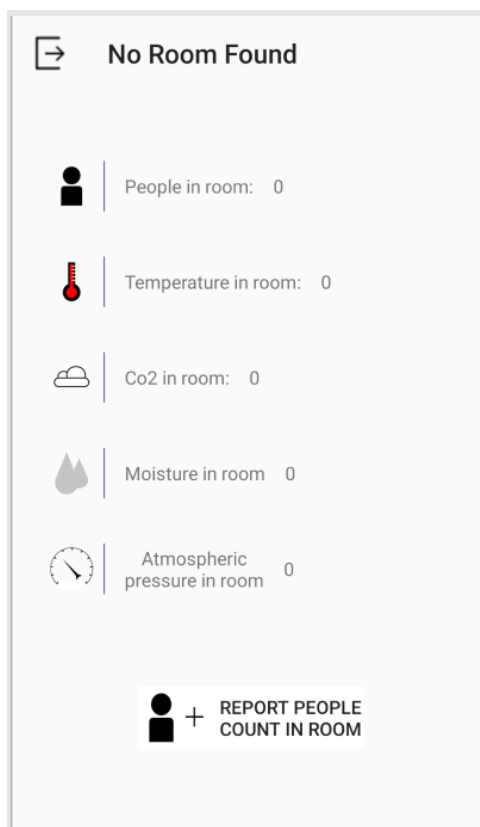 No Room Found
People in room: 0
Temperature in room: 0
Co2 in room: 0
Moisture in room 0
Atmospheric
pressure in room 0
REPORT PEOPLE
COUNT IN ROOM